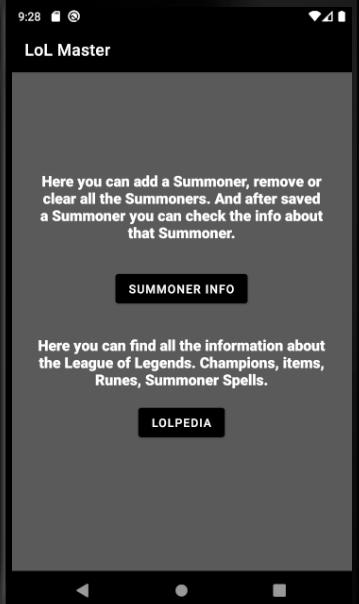 9:28
LoL Master
Here you can add a Summoner, remove or
clear all the Summoners. And after saved
a Summoner you can check the info about
that Summoner.
SUMMONER INFO
Here you can find all the information about
the League of Legends. Champions, items,
Runes, Summoner Spells.
LOLPEDIA